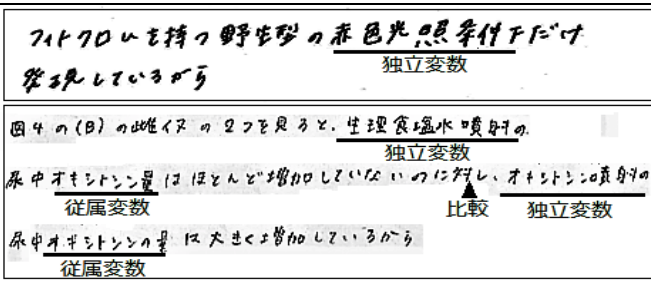 フィトクロムを持つ野生型の赤色光照条件下だけ
独立変数
発現しているから
図4の(B)の雌イヌの2つを見ると、生理食塩水噴射の
独立変数
尿中オキシトシン量はほとんど増加していないのに対し、オキシトシン噴射の
従属変数 比較 独立変数
尿中オキシトシンの量は大きく増加しているから
従属変数